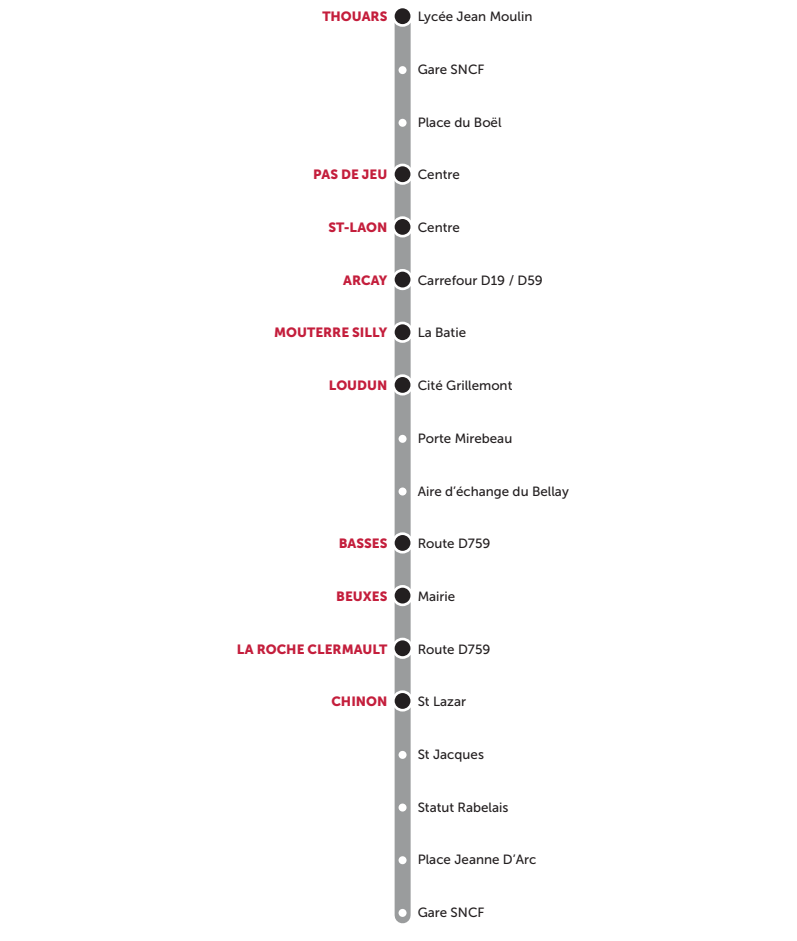 THOUARS Lycée Jean Moulin
Gare SNCF
Place du Boël
PAS DE JEU Centre
ST-LAON Centre
ARCAY Carrefour D19 / D59
MOUTERRE SILLY La Batie
LOUDUN Cité Grillemont
Porte Mirebeau
Aire d’échange du Bellay
BASSES Route D759
BEUXES Mairie
LA ROCHE CLERMAULT Route D759
CHINON St Lazar
St Jacques
Statut Rabelais
Place Jeanne D’Arc
Gare SNCF